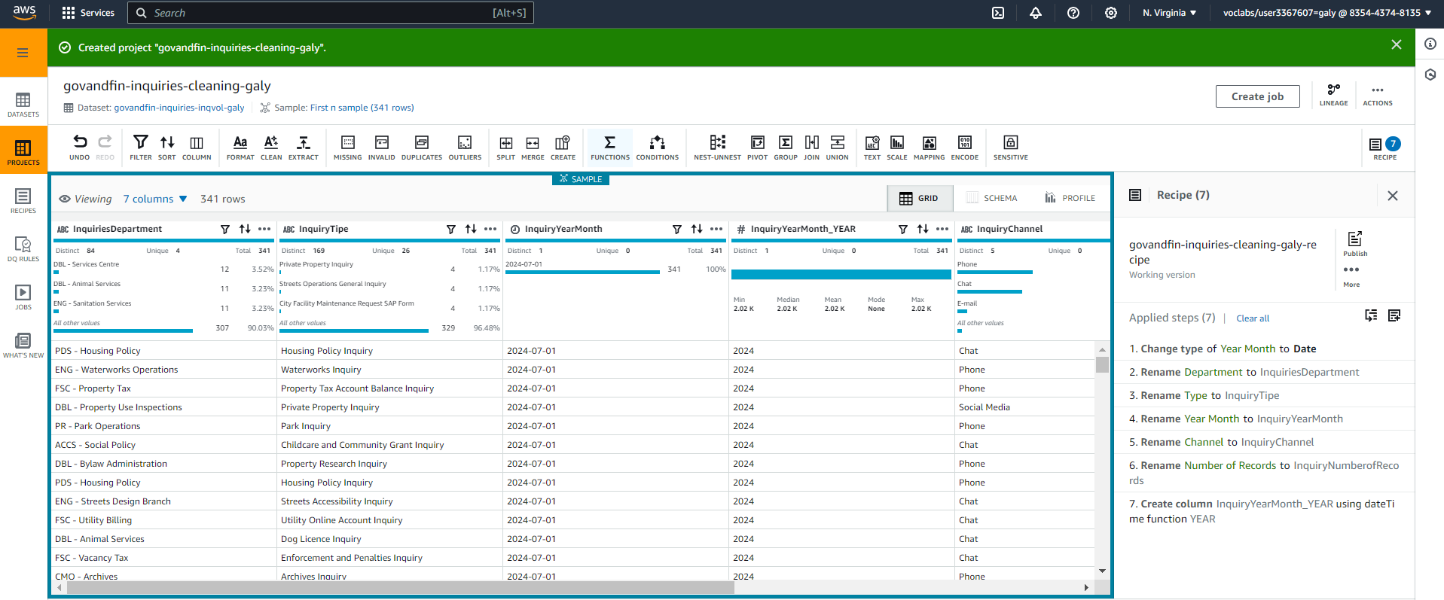 aws Services Search [Alt+S] N. Virginia ▼ voclabs/user3367607=galy @ 8354-4374-8135 ▼
Created project "govandfin-inquiries-cleaning-galy".
govandfin-inquiries-cleaning-galy
Dataset: govandfin-inquiries-inqvol-galy Sample: First n sample (341 rows)
Create job LINEAGE ACTIONS
DATASETS
PROJECTS
RECIPES
DQ RULES
JOBS
WHAT'S NEW
UNDO REDO FILTER SORT COLUMN FORMAT CLEAN EXTRACT MISSING INVALID DUPLICATES OUTLIERS SPLIT MERGE CREATE FUNCTIONS CONDITIONS NEST-UNNEST PIVOT GROUP JOIN UNION TEXT SCALE MAPPING ENCODE SENSITIVE 7 RECIPE
SAMPLE
Viewing 7 columns ▼ 341 rows GRID SCHEMA PROFILE
ABC InquiriesDepartment ABC InquiryTipe InquiryYearMonth # InquiryYearMonth_YEAR ABC InquiryChannel
Distinct 84 Unique 4 Total 341 Distinct 169 Unique 26 Total 341 Distinct 1 Unique 0 Total 341 Distinct 1 Unique 0 Total 341 Distinct 5 Unique 0
DBL - Services Centre 12 3.52% Private Property Inquiry 4 1.17% 2024-07-01 341 100% Phone
DBL - Animal Services 11 3.23% Streets Operations General Inquiry 4 1.17% Chat
ENG - Sanitation Services 11 3.23% City Facility Maintenance Request SAP Form 4 1.17% Min Median Mean Mode Max E-mail
2.02 K 2.02 K 2.02 K None 2.02 K
All other values 307 90.03% All other values 329 96.48% All other values
PDS - Housing Policy Housing Policy Inquiry 2024-07-01 2024 Chat
ENG - Waterworks Operations Waterworks Inquiry 2024-07-01 2024 Phone
FSC - Property Tax Property Tax Account Balance Inquiry 2024-07-01 2024 Phone
DBL - Property Use Inspections Private Property Inquiry 2024-07-01 2024 Social Media
PR - Park Operations Park Inquiry 2024-07-01 2024 Phone
ACCS - Social Policy Childcare and Community Grant Inquiry 2024-07-01 2024 Chat
DBL - Bylaw Administration Property Research Inquiry 2024-07-01 2024 Phone
PDS - Housing Policy Housing Policy Inquiry 2024-07-01 2024 Phone
ENG - Streets Design Branch Streets Accessibility Inquiry 2024-07-01 2024 Chat
FSC - Utility Billing Utility Online Account Inquiry 2024-07-01 2024 Chat
DBL - Animal Services Dog Licence Inquiry 2024-07-01 2024 Chat
FSC - Vacancy Tax Enforcement and Penalties Inquiry 2024-07-01 2024 Chat
CMO - Archives Archives Inquiry 2024-07-01 2024 Phone
Recipe (7)
govandfin-inquiries-cleaning-galy-re
cipe
Working version
Publish
More
Applied steps (7) | Clear all
1. Change type of Year Month to Date
2. Rename Department to InquiriesDepartment
3. Rename Type to InquiryTipe
4. Rename Year Month to InquiryYearMonth
5. Rename Channel to InquiryChannel
6. Rename Number of Records to InquiryNumberofReco
rds
7. Create column InquiryYearMonth_YEAR using dateTi
me function YEAR